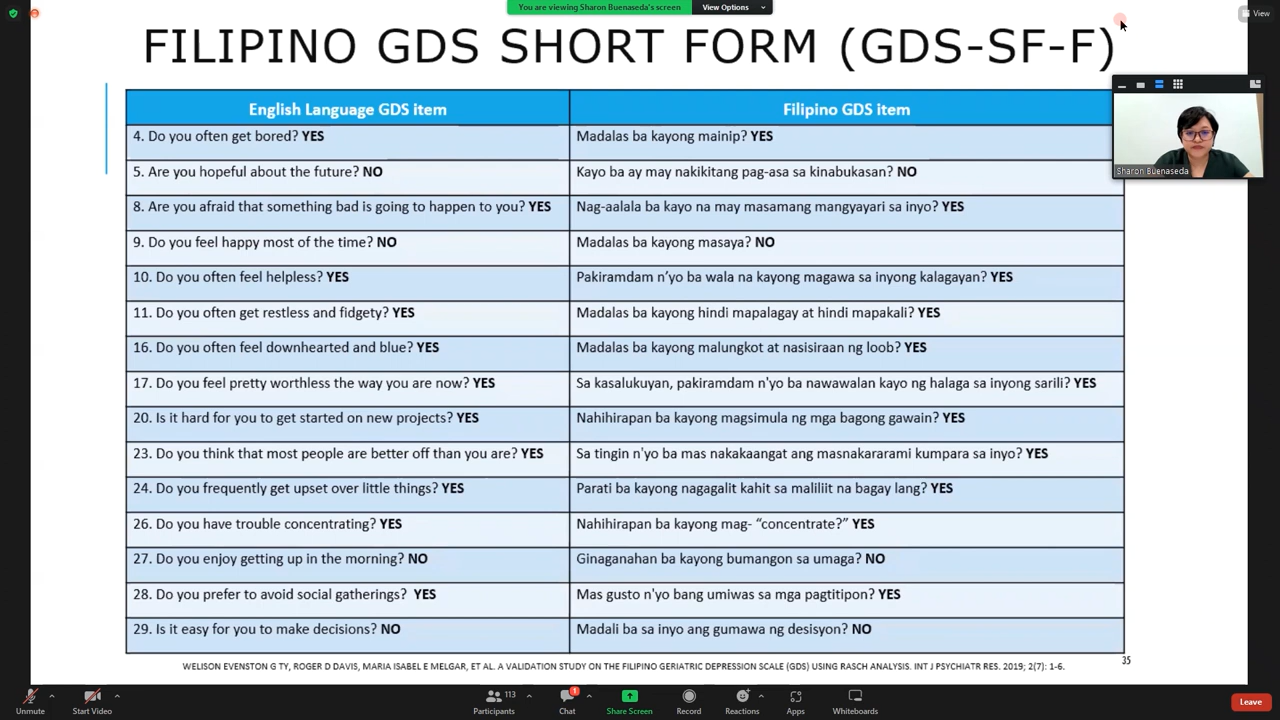 You are viewing Sharon Buenaseda's screen
View Options
View
FILIPINO GDS SHORT FORM (GDS-SF-F)
Sharon Buenaseda
English Language GDS item
Filipino GDS item
4. Do you often get bored? YES
Madalas ba kayong mainip? YES
5. Are you hopeful about the future? NO
Kayo ba ay may nakikitang pag-asa sa kinabukasan? NO
8. Are you afraid that something bad is going to happen to you? YES
Nag-aalala ba kayo na may masamang mangyayari sa inyo? YES
9. Do you feel happy most of the time? NO
Madalas ba kayong masaya? NO
10. Do you often feel helpless? YES
Pakiramdam n'yo ba wala na kayong magawa sa inyong kalagayan? YES
11. Do you often get restless and fidgety? YES
Madalas ba kayong hindi mapalagay at hindi mapakali? YES
16. Do you often feel downhearted and blue? YES
Madalas ba kayong malungkot at nasisiraan ng loob? YES
17. Do you feel pretty worthless the way you are now? YES
Sa kasalukuyan, pakiramdam n'yo ba nawawalan kayo ng halaga sa inyong sarili? YES
20. Is it hard for you to get started on new projects? YES
Nahihirapan ba kayong magsimula ng mga bagong gawain? YES
23. Do you think that most people are better off than you are? YES
Sa tingin n'yo ba mas nakakaangat ang masnakararami kumpara sa inyo? YES
24. Do you frequently get upset over little things? YES
Parati ba kayong nagagalit kahit sa maliliit na bagay lang? YES
26. Do you have trouble concentrating? YES
Nahihirapan ba kayong mag- “concentrate?” YES
27. Do you enjoy getting up in the morning? NO
Ginaganahan ba kayong bumangon sa umaga? NO
28. Do you prefer to avoid social gatherings? YES
Mas gusto n'yo bang umiwas sa mga pagtitipon? YES
29. Is it easy for you to make decisions? NO
Madali ba sa inyo ang gumawa ng desisyon? NO
35
WELISON EVENSTON G TY, ROGER D DAVIS, MARIA ISABEL E MELGAR, ET AL. A VALIDATION STUDY ON THE FILIPINO GERIATRIC DEPRESSION SCALE (GDS) USING RASCH ANALYSIS. INT J PSYCHIATR RES. 2019; 2(7): 1-6.
Unmute
Start Video
113
Participants
1
Chat
Share Screen
Record
Reactions
Apps
Whiteboards
Leave